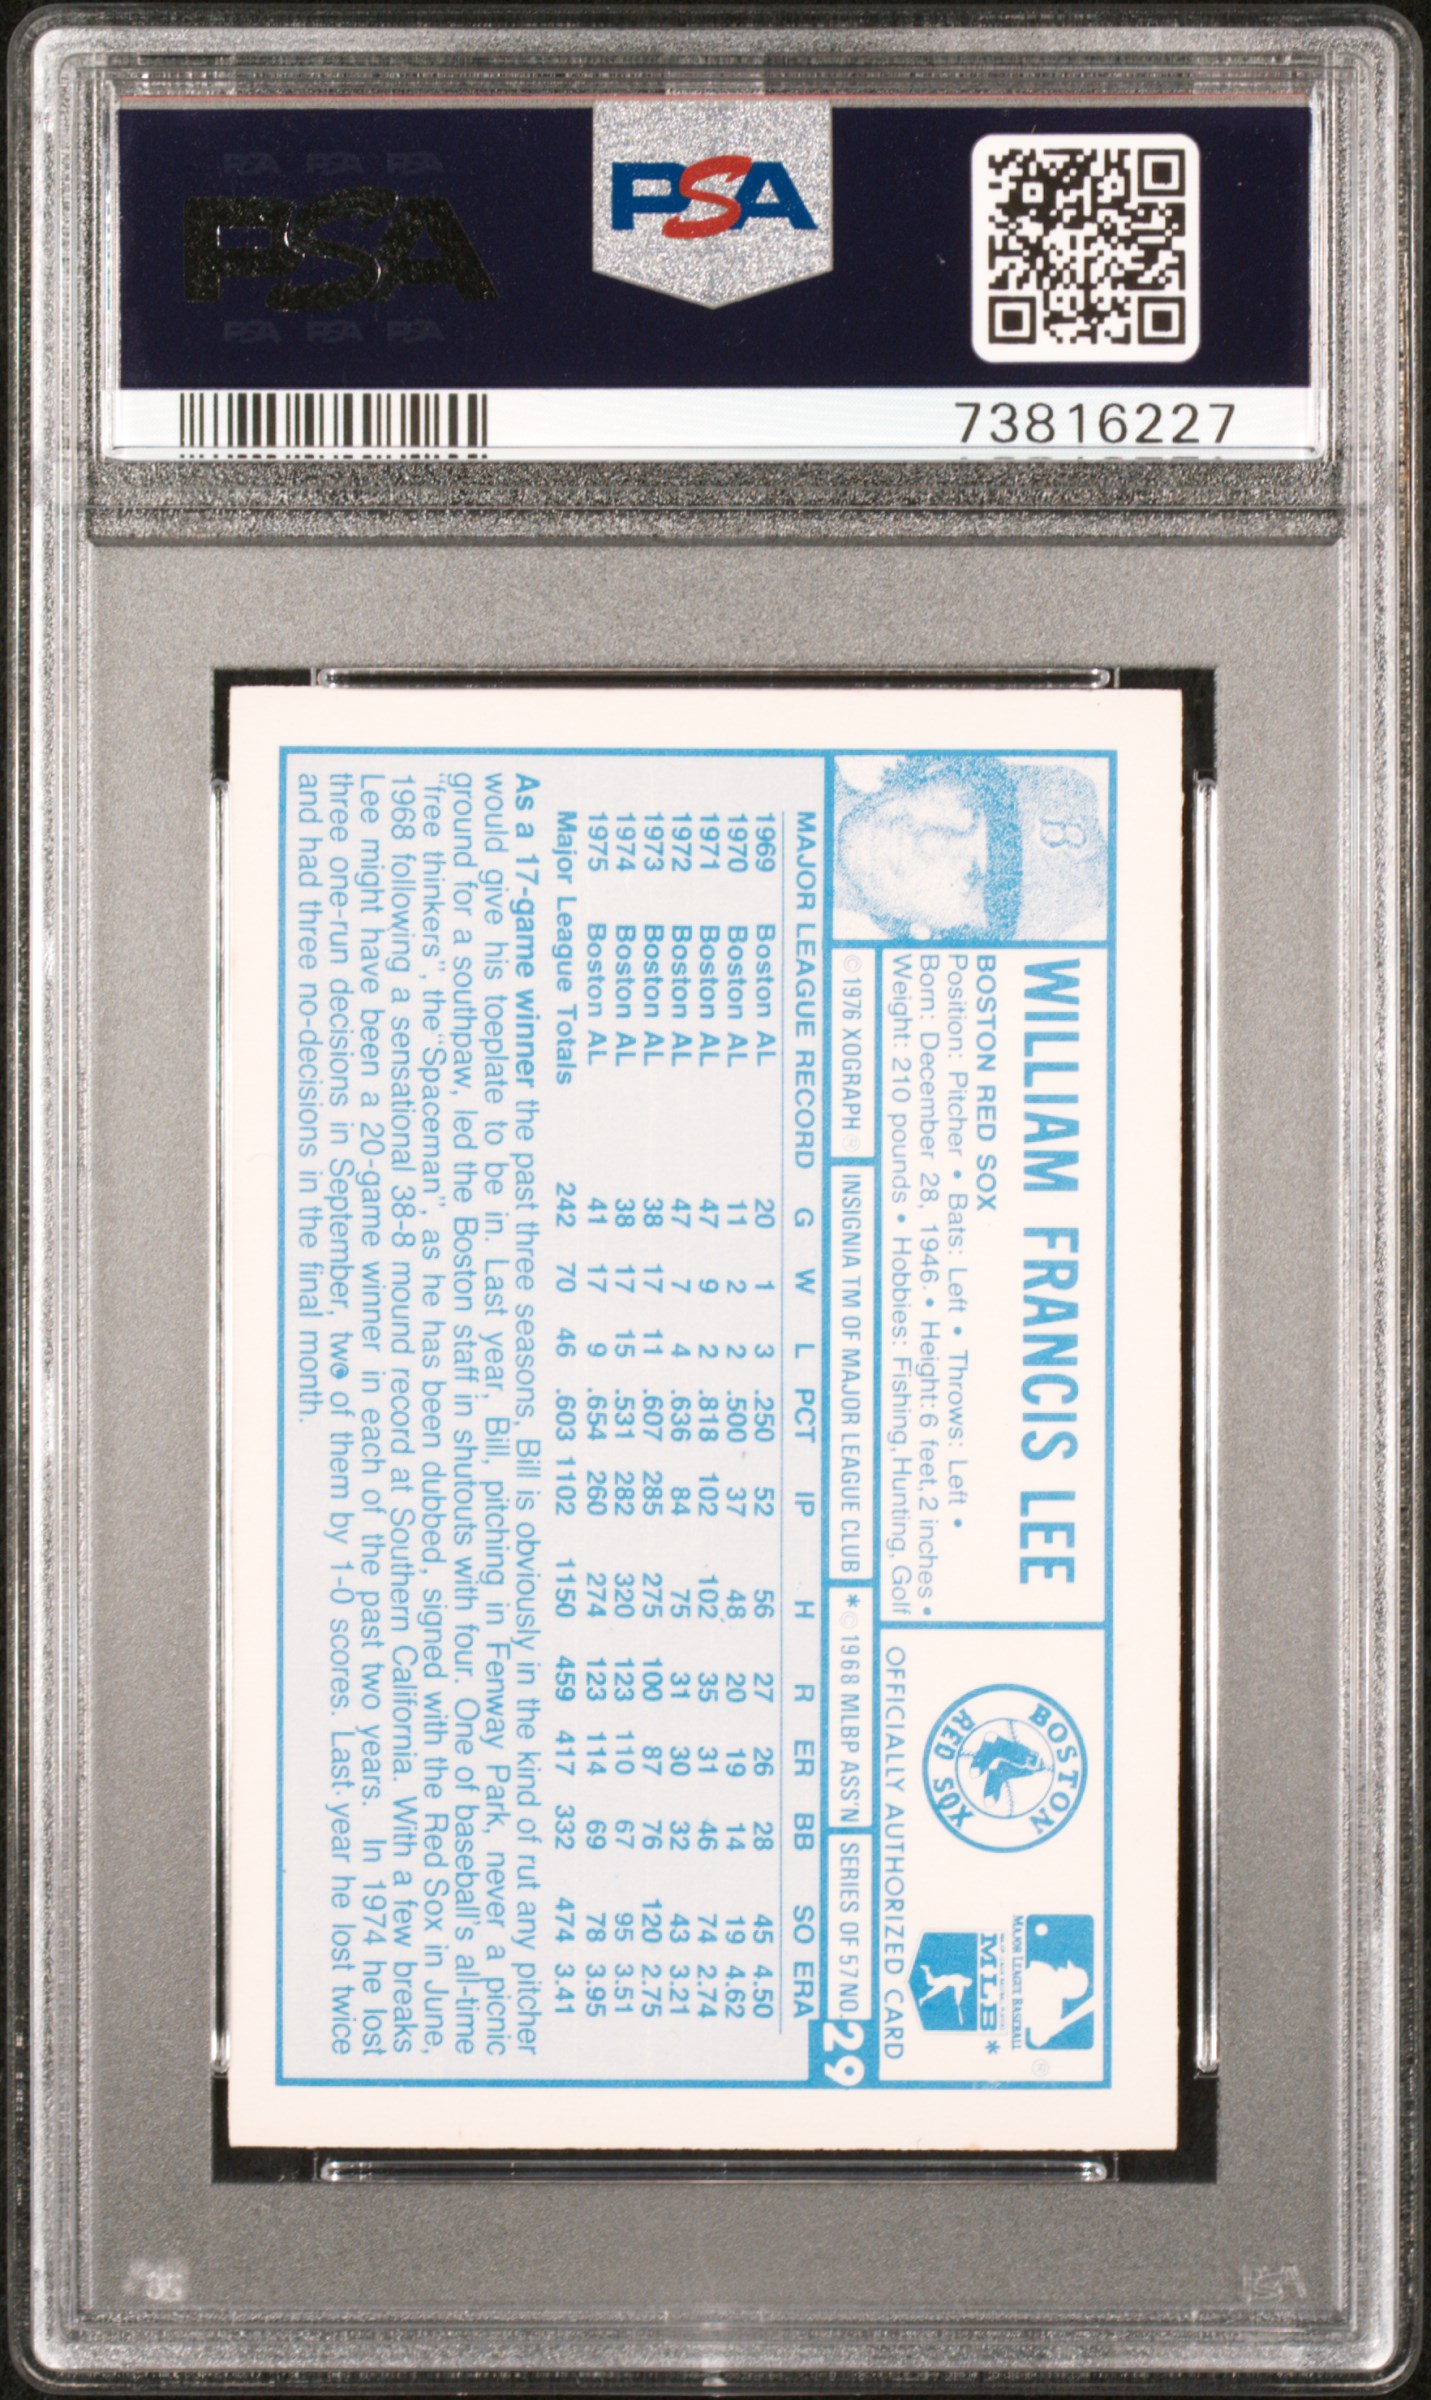 PSA PSA PSA
PSA
PSA PSA PSA
PSA
73816227
WILLIAM FRANCIS LEE
BOSTON RED SOX
Position: Pitcher • Bats: Left • Throws: Left •
Born: December 28, 1946. • Height: 6 feet, 2 inches •
Weight: 210 pounds • Hobbies: Fishing, Hunting, Golf
BOSTON RED SOX
MAJOR LEAGUE BASEBALL ®
MLB*
OFFICIALLY AUTHORIZED CARD
B
© 1976 XOGRAPH ® INSIGNIA TM OF MAJOR LEAGUE CLUB *© 1968 MLBP ASS'N SERIES OF 57 NO. 29
MAJOR LEAGUE RECORD G W L PCT IP H R ER BB SO ERA
1969 Boston AL 20 1 3 .250 52 56 27 26 28 45 4.50
1970 Boston AL 11 2 2 .500 37 48 20 19 14 19 4.62
1971 Boston AL 47 9 2 .818 102 102 35 31 46 74 2.74
1972 Boston AL 47 7 4 .636 84 75 31 30 32 43 3.21
1973 Boston AL 38 17 11 .607 285 275 100 87 76 120 2.75
1974 Boston AL 38 17 15 .531 282 320 123 110 67 95 3.51
1975 Boston AL 41 17 9 .654 260 274 123 114 69 78 3.95
Major League Totals 242 70 46 .603 1102 1150 459 417 332 474 3.41
As a 17-game winner the past three seasons, Bill is obviously in the kind of rut any pitcher
would give his toeplate to be in. Last year, Bill, pitching in Fenway Park, never a picnic
ground for a southpaw, led the Boston staff in shutouts with four. One of baseball's all-time
"free thinkers", the "Spaceman", as he has been dubbed, signed with the Red Sox in June,
1968 following a sensational 38-8 mound record at Southern California. With a few breaks
Lee might have been a 20-game winner in each of the past two years. In 1974 he lost
three one-run decisions in September, two of them by 1-0 scores. Last year he lost twice
and had three no-decisions in the final month.